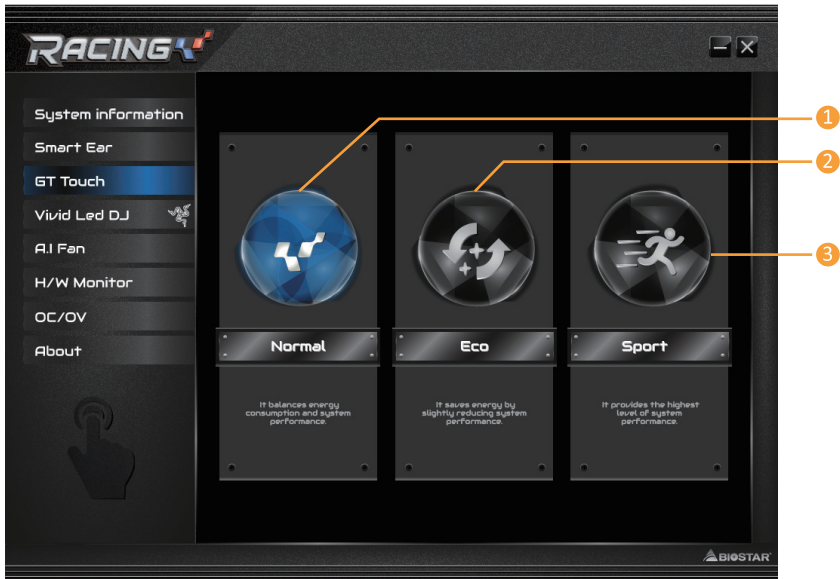 RACING
System information
Smart Ear
GT Touch
Vivid Led DJ
A.I Fan
H/W Monitor
OC/OV
About
1
2
3
Normal
Eco
Sport
It balances energy
consumption and system
performance.
It saves energy by
slightly reducing system
performance.
It provides the highest
level of system
performance.
BIOSTAR